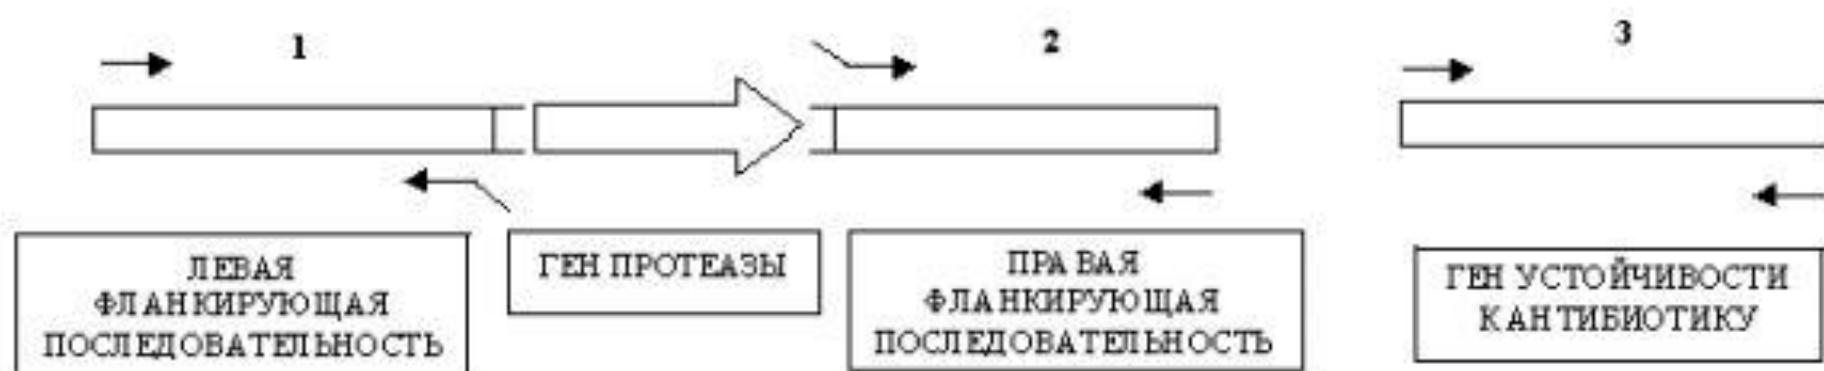 1
2
3
ЛЕВАЯ
ФЛАНКИРУЮЩАЯ
ПОСЛЕДОВАТЕЛЬНОСТЬ
ГЕН ПРОТЕАЗЫ
ПРАВАЯ
ФЛАНКИРУЮЩАЯ
ПОСЛЕДОВАТЕЛЬНОСТЬ
ГЕН УСТОЙЧИВОСТИ
К АНТИБИОТИКУ